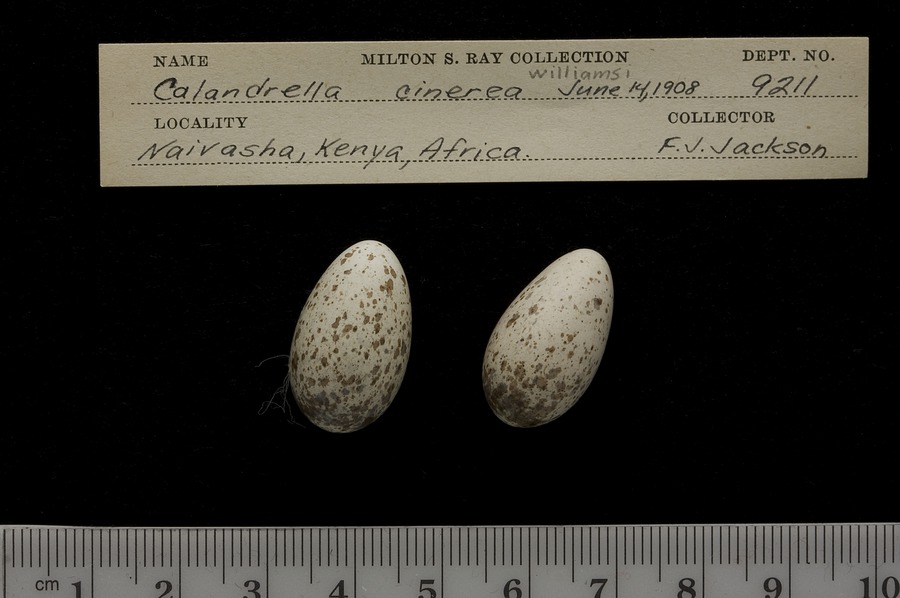 NAME MILTON S. RAY COLLECTION DEPT. NO.
williamsi
Calandrella cinerea June 14, 1908 9211
LOCALITY COLLECTOR
Naivasha, Kenya, Africa. F.J. Jackson
cm 1 2 3 4 5 6 7 8 9 10